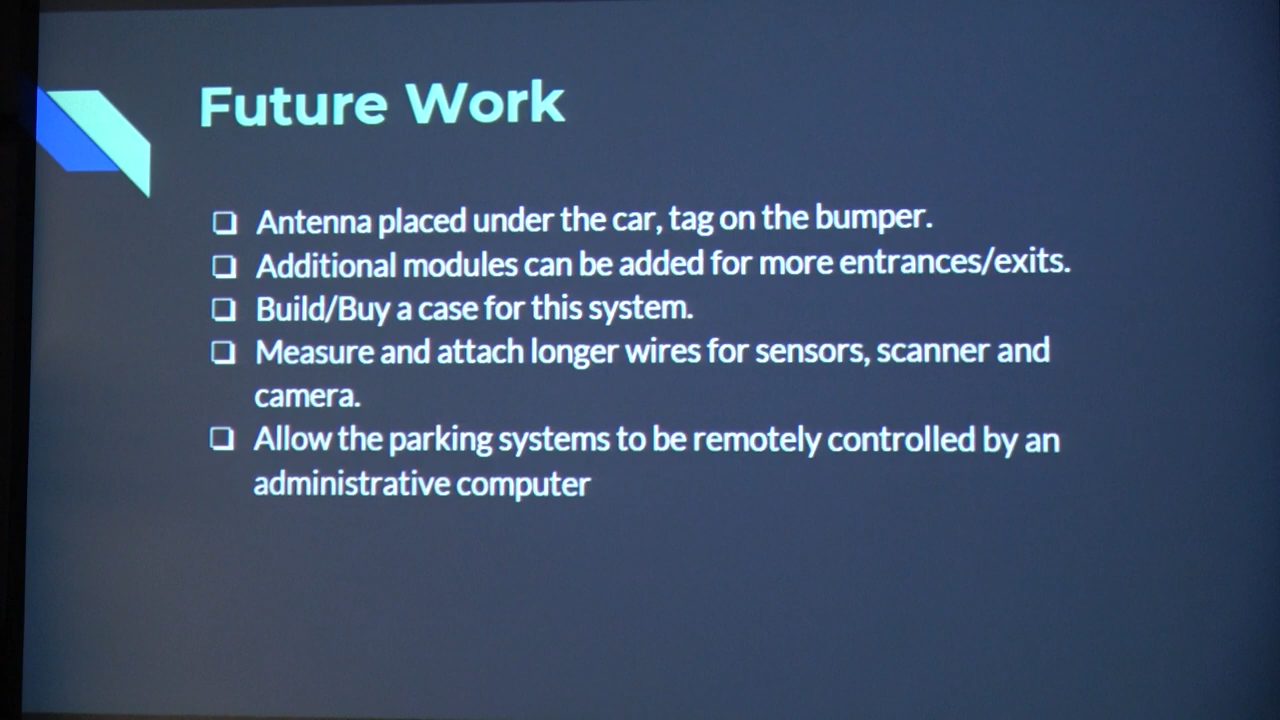 Future Work
❏ Antenna placed under the car, tag on the bumper.
❏ Additional modules can be added for more entrances/exits.
❏ Build/Buy a case for this system.
❏ Measure and attach longer wires for sensors, scanner and
camera.
❏ Allow the parking systems to be remotely controlled by an
administrative computer